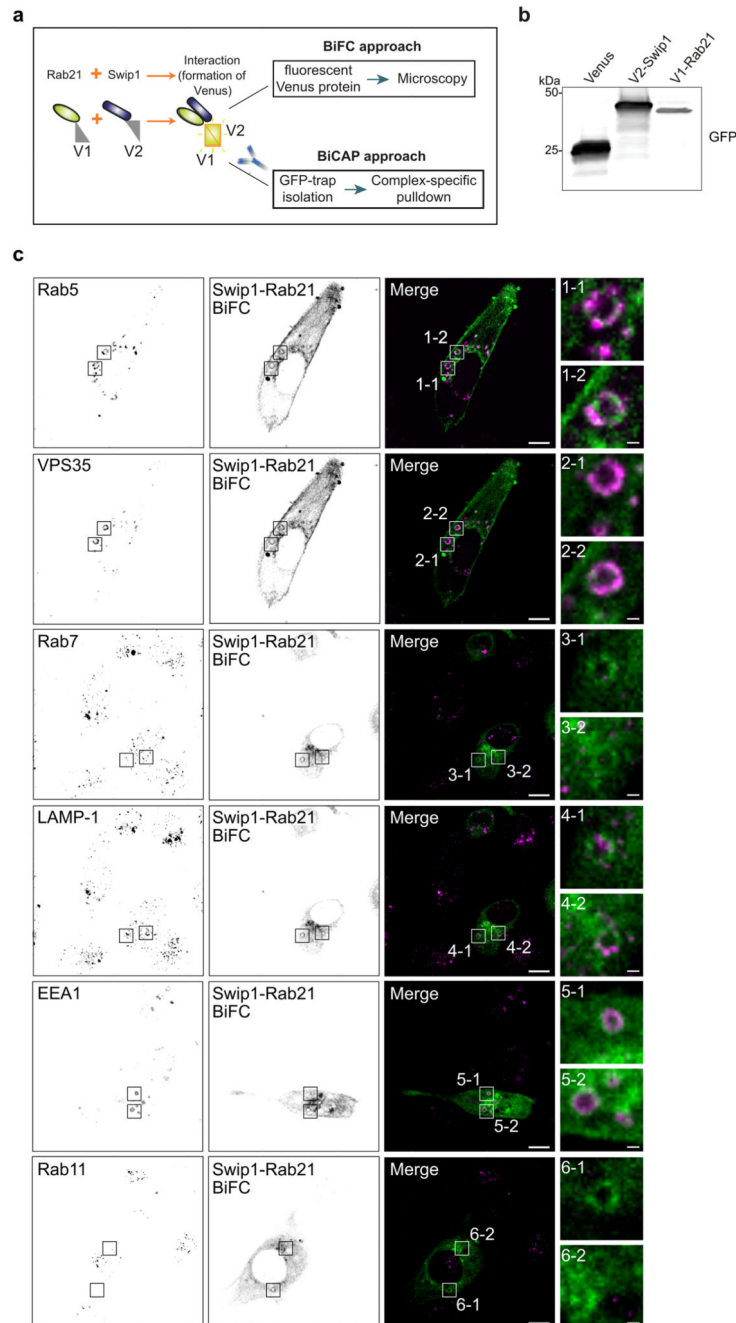 a
BiFC approach
Rab21 + Swip1
Interaction
(formation of
Venus)
fluorescent
Venus protein
Microscopy
+
V1
V2
V2
V1
BiCAP approach
GFP-trap
isolation
Complex-specific
pulldown
b
Venus
V2-Swip1
V1-Rab21
kDa
50
25
GFP
c
Rab5
Swip1-Rab21
BiFC
Merge
1-2
1-1
1-1
1-2
VPS35
Swip1-Rab21
BiFC
Merge
2-2
2-1
2-1
2-2
Rab7
Swip1-Rab21
BiFC
Merge
3-1
3-2
3-1
3-2
LAMP-1
Swip1-Rab21
BiFC
Merge
4-1
4-2
4-1
4-2
EEA1
Swip1-Rab21
BiFC
Merge
5-1
5-2
5-1
5-2
Rab11
Swip1-Rab21
BiFC
Merge
6-2
6-1
6-1
6-2